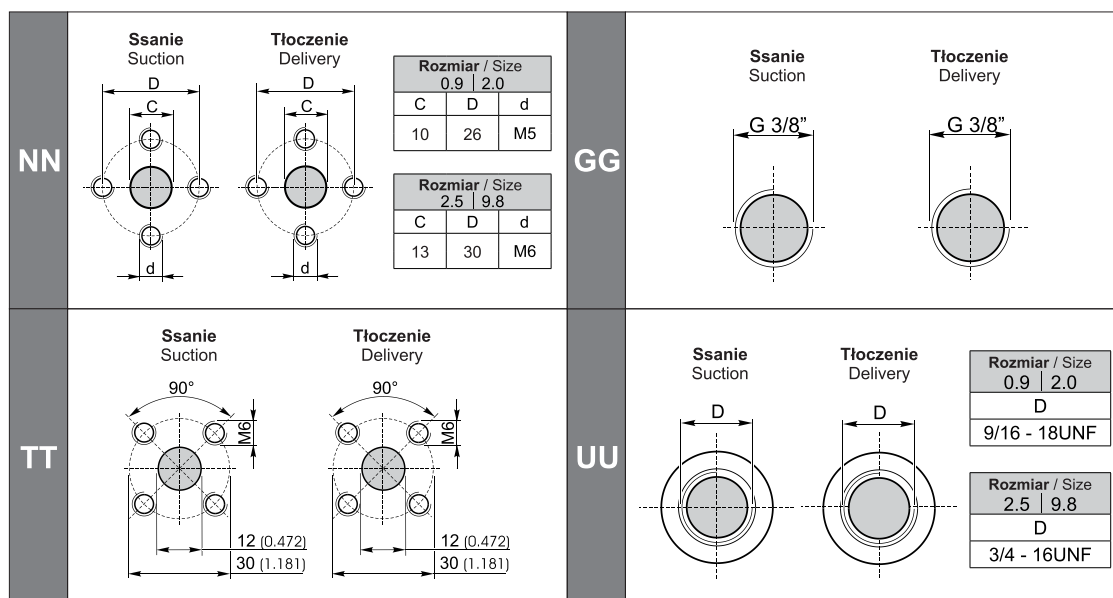 NN
Ssanie
Suction
Tłoczenie
Delivery
D
D
C
C
d
d
Rozmiar / Size
0.9 | 2.0
C D d
10 26 M5
Rozmiar / Size
2.5 | 9.8
C D d
13 30 M6
GG
Ssanie
Suction
Tłoczenie
Delivery
G 3/8”
G 3/8”
TT
Ssanie
Suction
Tłoczenie
Delivery
90°
90°
M6
M6
12 (0.472)
30 (1.181)
12 (0.472)
30 (1.181)
UU
Ssanie
Suction
Tłoczenie
Delivery
D
D
Rozmiar / Size
0.9 | 2.0
D
9/16 - 18UNF
Rozmiar / Size
2.5 | 9.8
D
3/4 - 16UNF